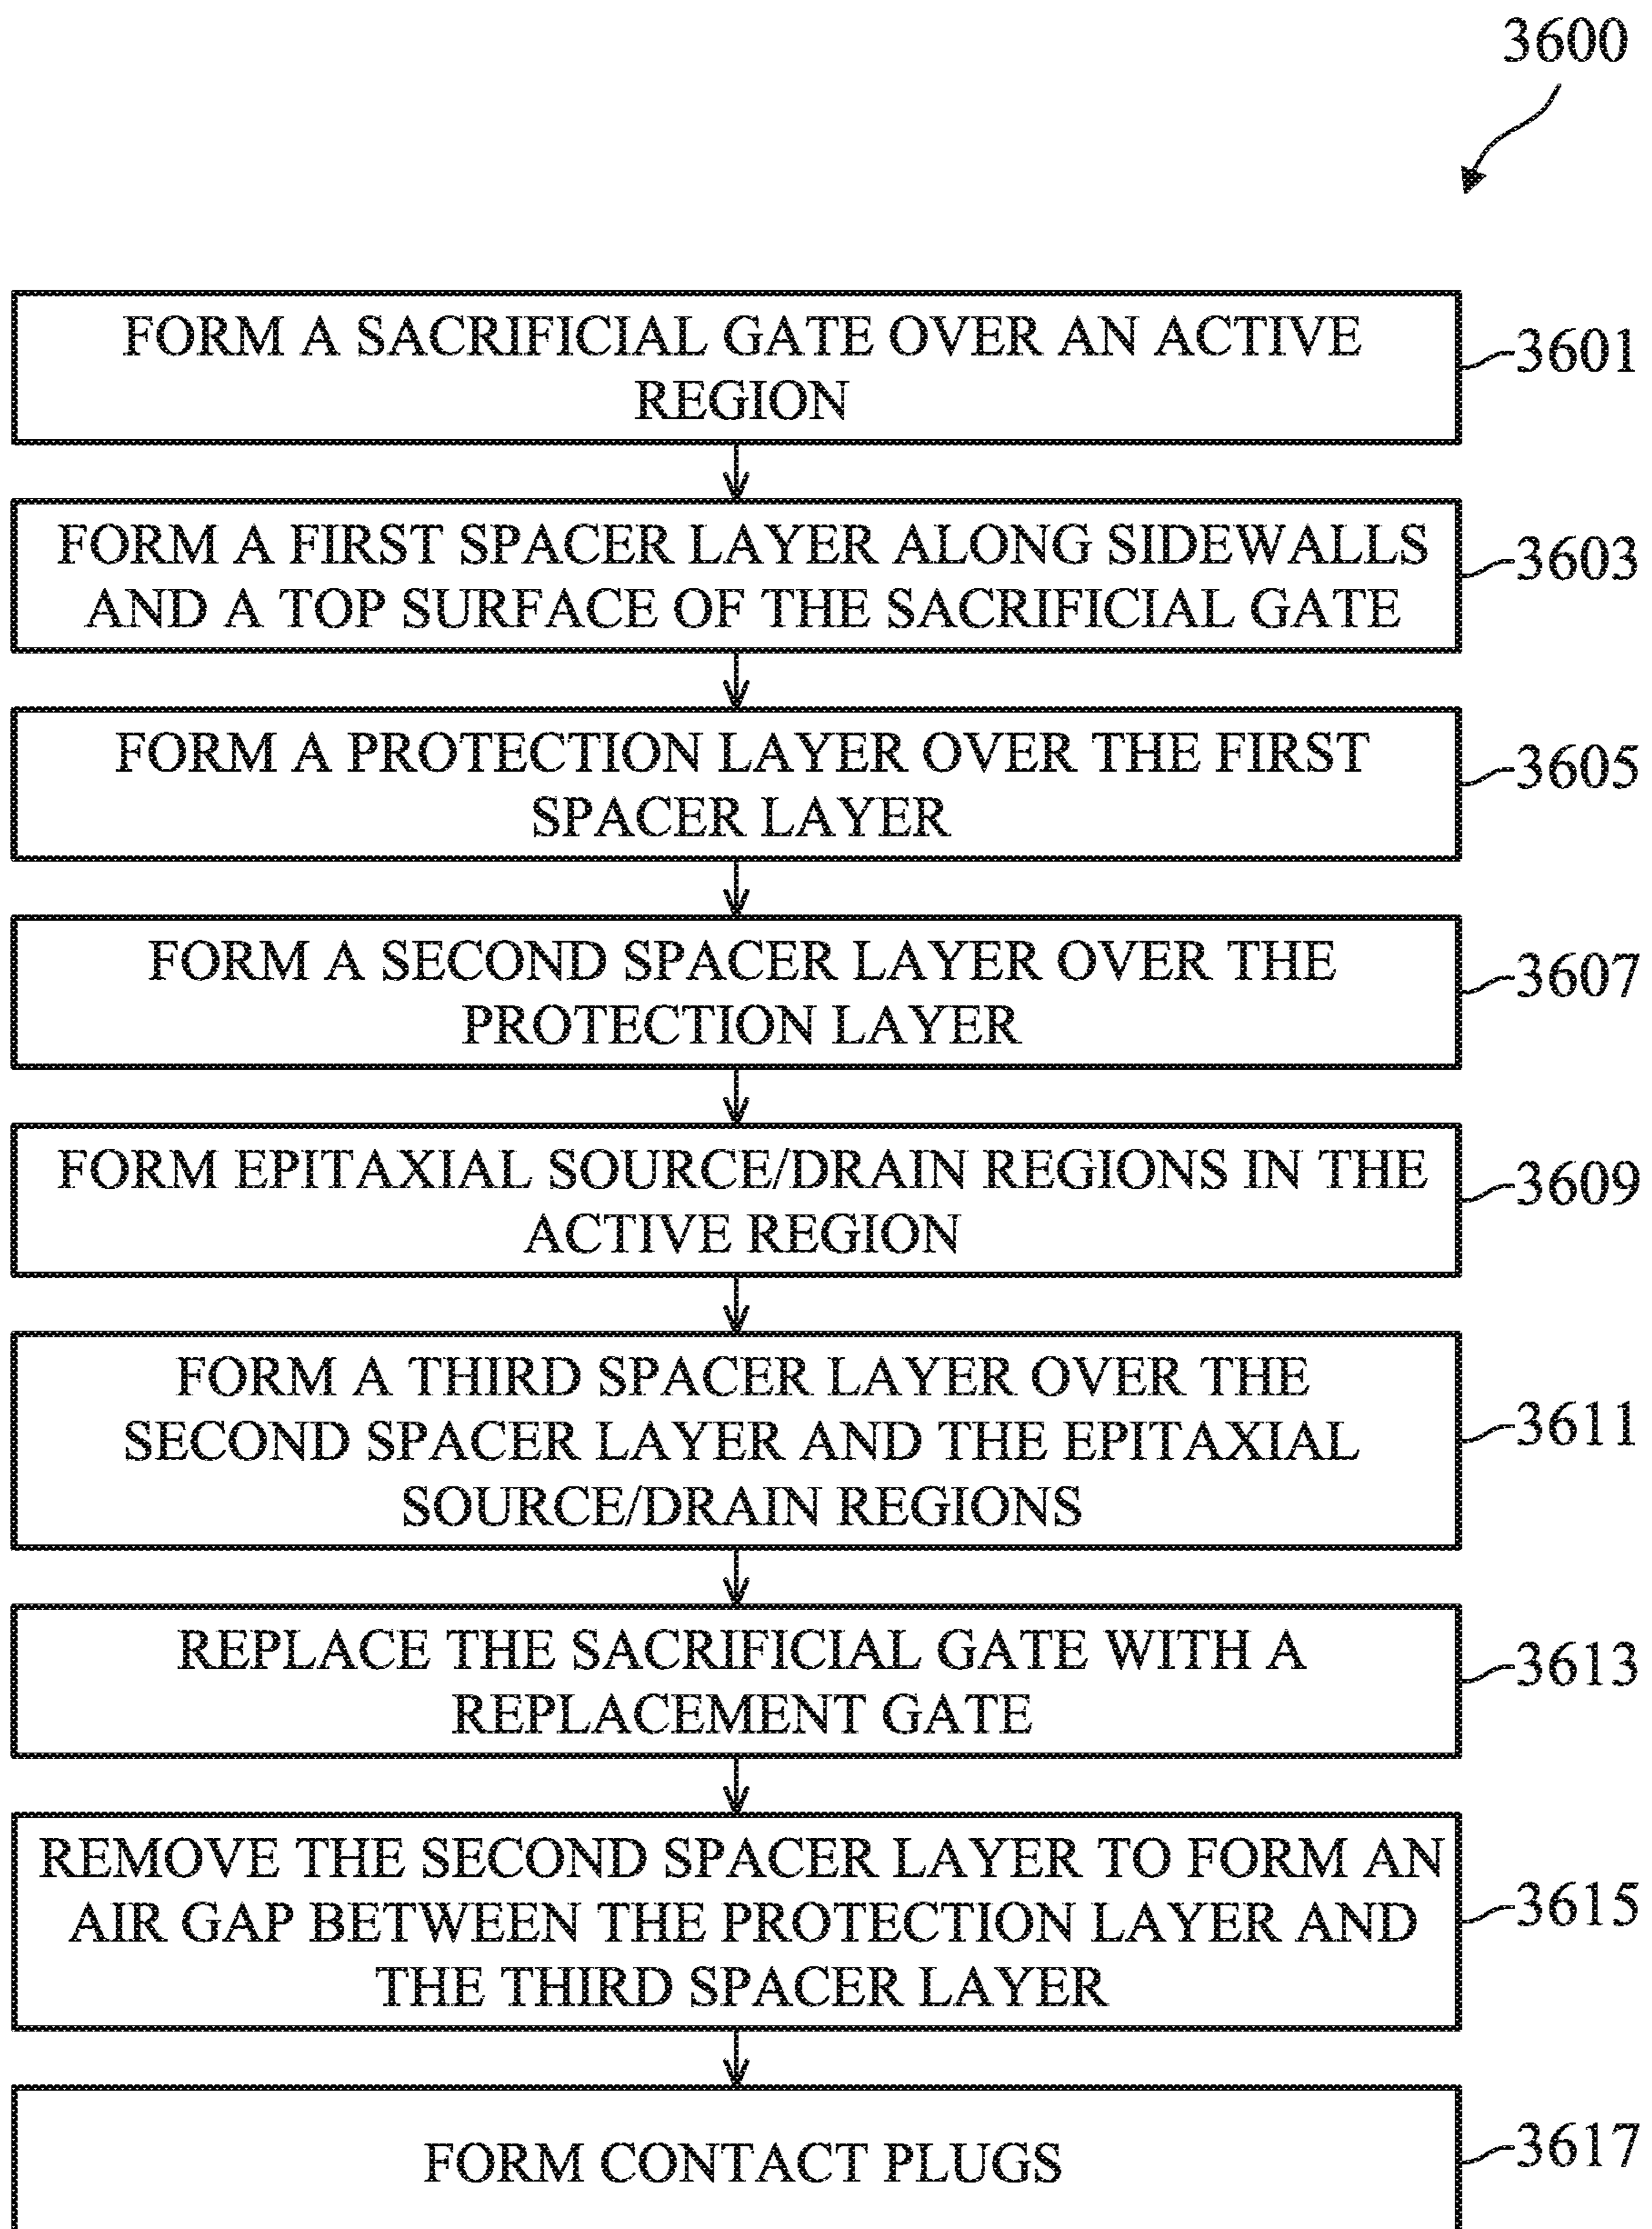 3600
FORM A SACRIFICIAL GATE OVER AN ACTIVE
REGION
3601
FORM A FIRST SPACER LAYER ALONG SIDEWALLS
AND A TOP SURFACE OF THE SACRIFICIAL GATE
3603
FORM A PROTECTION LAYER OVER THE FIRST
SPACER LAYER
3605
FORM A SECOND SPACER LAYER OVER THE
PROTECTION LAYER
3607
FORM EPITAXIAL SOURCE/DRAIN REGIONS IN THE
ACTIVE REGION
3609
FORM A THIRD SPACER LAYER OVER THE
SECOND SPACER LAYER AND THE EPITAXIAL
SOURCE/DRAIN REGIONS
3611
REPLACE THE SACRIFICIAL GATE WITH A
REPLACEMENT GATE
3613
REMOVE THE SECOND SPACER LAYER TO FORM AN
AIR GAP BETWEEN THE PROTECTION LAYER AND
THE THIRD SPACER LAYER
3615
FORM CONTACT PLUGS
3617